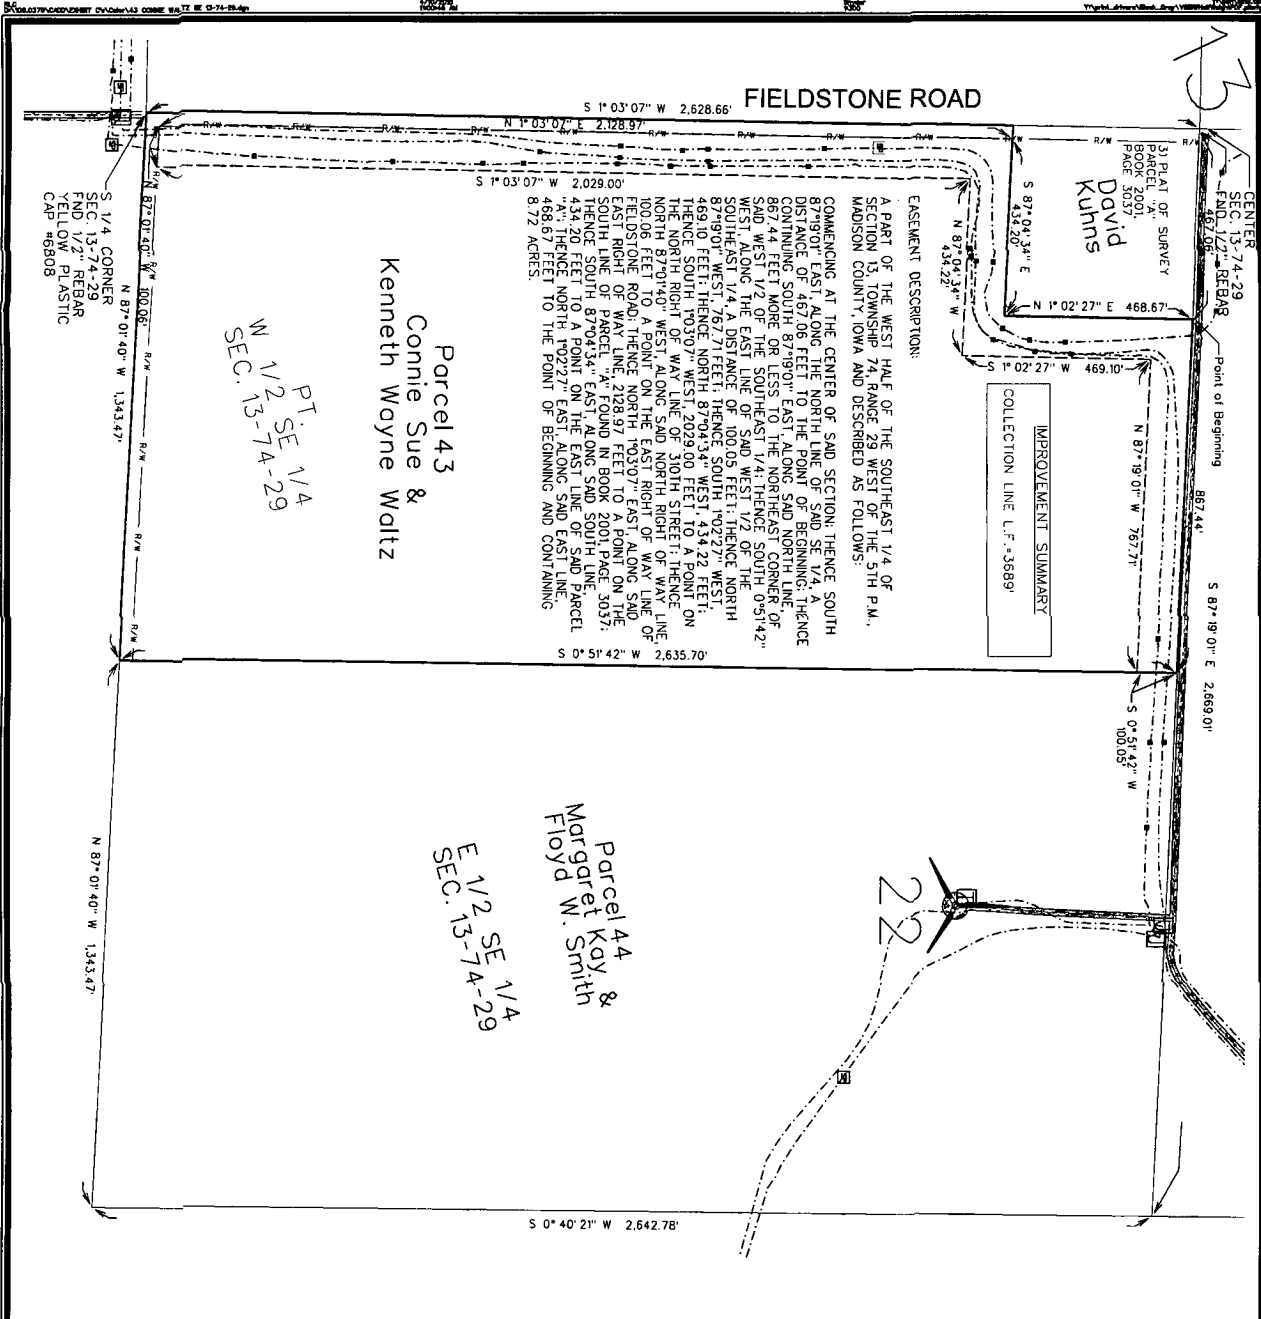 FIELDSTONE ROAD
S 1° 03' 07" W 2,628.66'
N 1° 03' 07" E 2,128.97'
S 1° 03' 07" W 2,029.00'
13
CENTER
SEC. 13-74-29
FND. 1/2" REBAR
467.06'
3) PLAT OF SURVEY
PARCEL "A"
BOOK 2001,
PAGE 3037
David
Kuhns
S 87° 04' 34" E
434.20'
N 87° 04' 34" W
434.22'
N 1° 02' 27" E 468.67'
S 1° 02' 27" W 469.10'
Point of Beginning
867.44'
S 87° 19' 01" E 2,669.01'
N 87° 19' 01" W 767.71'
S 0° 51' 42" W
100.05'
IMPROVEMENT SUMMARY
COLLECTION LINE L.F.=3689'
EASEMENT DESCRIPTION:
A PART OF THE WEST HALF OF THE SOUTHEAST 1/4 OF
SECTION 13, TOWNSHIP 74, RANGE 29 WEST OF THE 5TH P.M.,
MADISON COUNTY, IOWA AND DESCRIBED AS FOLLOWS:
COMMENCING AT THE CENTER OF SAID SECTION; THENCE SOUTH
87°19'01" EAST, ALONG THE NORTH LINE OF SAID SE 1/4, A
DISTANCE OF 467.06 FEET TO THE POINT OF BEGINNING; THENCE
CONTINUING SOUTH 87°19'01" EAST, ALONG SAID NORTH LINE,
867.44 FEET MORE OR LESS TO THE NORTHEAST CORNER OF
SAID WEST 1/2 OF THE SOUTHEAST 1/4; THENCE SOUTH 0°51'42"
WEST ALONG THE EAST LINE OF SAID WEST 1/2 OF THE
SOUTHEAST 1/4, A DISTANCE OF 100.05 FEET; THENCE NORTH
87°19'01" WEST, 767.71 FEET; THENCE SOUTH 1°02'27" WEST,
469.10 FEET; THENCE NORTH 87°04'34" WEST 434.22 FEET;
THENCE SOUTH 1°03'07" WEST, 2029.00 FEET TO A POINT ON
THE NORTH RIGHT OF WAY LINE OF 310TH STREET; THENCE
NORTH 87°01'40" WEST, ALONG SAID NORTH RIGHT OF WAY LINE,
100.06 FEET TO A POINT ON THE EAST RIGHT OF WAY LINE OF
FIELDSTONE ROAD; THENCE NORTH 1°03'07" EAST, ALONG SAID
EAST RIGHT OF WAY LINE, 2128.97 FEET TO A POINT ON THE
SOUTH LINE OF PARCEL "A" FOUND IN BOOK 2001, PAGE 3037;
THENCE SOUTH 87°04'34" EAST, ALONG SAID SOUTH LINE,
434.20 FEET TO A POINT ON THE EAST LINE OF SAID PARCEL
"A"; THENCE NORTH 1°02'27" EAST, ALONG SAID EAST LINE,
468.67 FEET TO THE POINT OF BEGINNING AND CONTAINING
8.72 ACRES.
Parcel 43
Connie Sue &
Kenneth Wayne Waltz
PT.
W 1/2 SE 1/4
SEC. 13-74-29
N 87° 01' 40" W 100.06'
N 87° 01' 40" W 1,343.47'
S 1/4 CORNER
SEC. 13-74-29
FND 1/2" REBAR
YELLOW PLASTIC
CAP #6808
R/W R/W R/W R/W R/W R/W R/W R/W R/W R/W
R/W R/W R/W R/W R/W R/W
S 0° 51' 42" W 2,635.70'
22
Parcel 44
Margaret Kay &
Floyd W. Smith
E 1/2 SE 1/4
SEC. 13-74-29
N 87° 01' 40" W 1,343.47'
S 0° 40' 21" W 2,642.78'